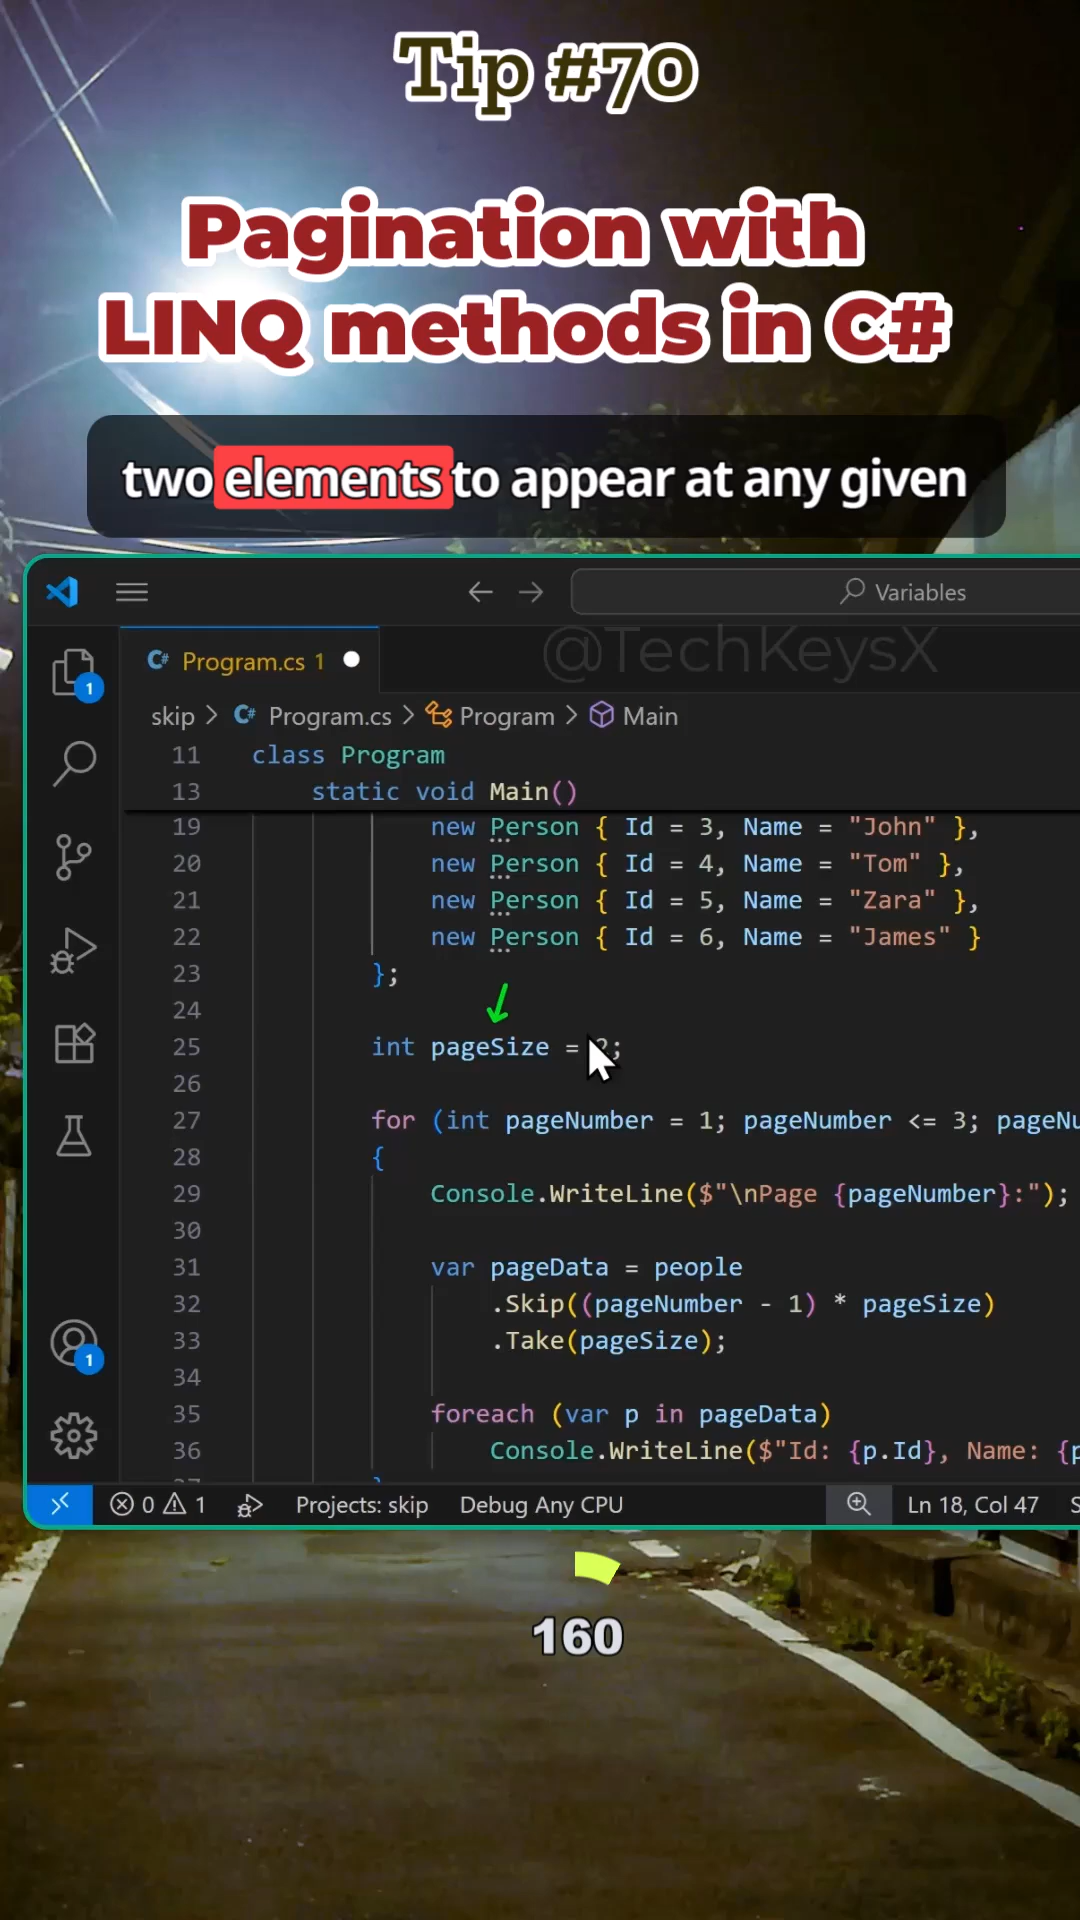 Tip #70
Pagination with
LINQ methods in C#
two elements to appear at any given
Variables
@TechKeysX
C# Program.cs 1
1
skip > C# Program.cs > Program > Main
11 class Program
13 static void Main()
19 new Person { Id = 3, Name = "John" },
20 new Person { Id = 4, Name = "Tom" },
21 new Person { Id = 5, Name = "Zara" },
22 new Person { Id = 6, Name = "James" }
23 };
24
25 int pageSize = 2;
26
27 for (int pageNumber = 1; pageNumber <= 3; pageNu
28 {
29 Console.WriteLine($"\nPage {pageNumber}:");
30
31 var pageData = people
32 .Skip((pageNumber - 1) * pageSize)
33 .Take(pageSize);
34
1
35 foreach (var p in pageData)
36 Console.WriteLine($"Id: {p.Id}, Name: {p
0 1 Projects: skip Debug Any CPU Ln 18, Col 47 S
160